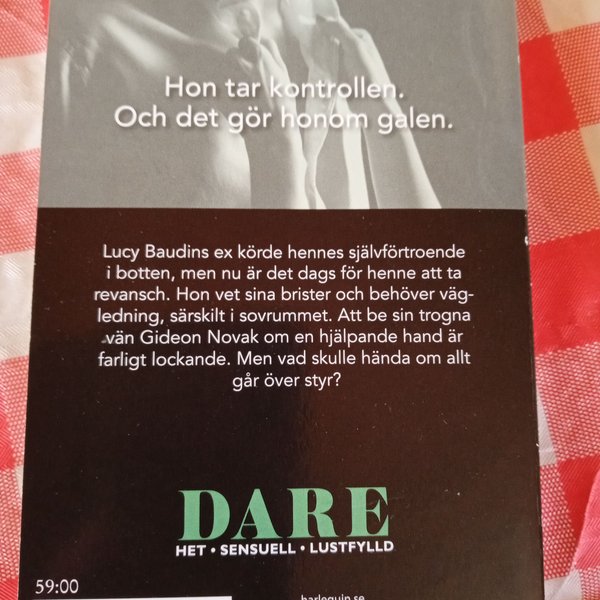 Hon tar kontrollen.
Och det gör honom galen.
Lucy Baudins ex körde hennes självförtroende
i botten, men nu är det dags för henne att ta
revansch. Hon vet sina brister och behöver väg-
ledning, särskilt i sovrummet. Att be sin trogna
vän Gideon Novak om en hjälpande hand är
farligt lockande. Men vad skulle hända om allt
går över styr?
DARE
HET • SENSUELL • LUSTFYLLD
59:00
harlequin.se